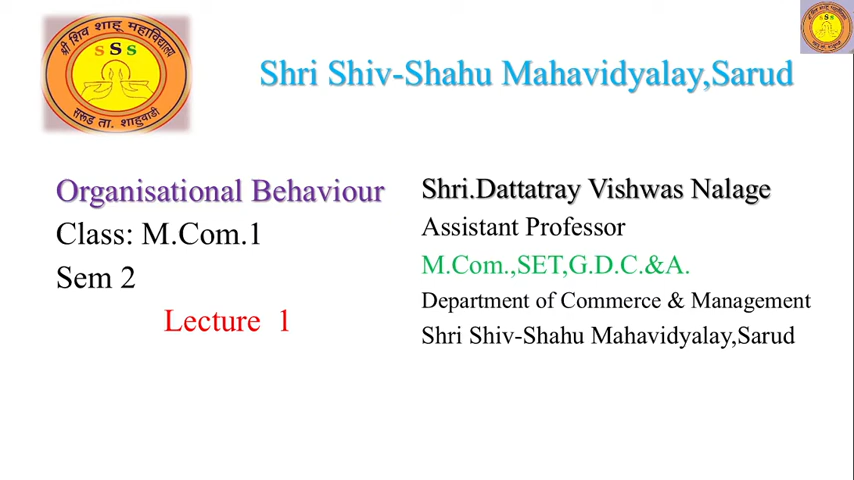 श्री शिव शाहू महाविद्यालय
S S S
सरूड ता. शाहुवाडी
Shri Shiv-Shahu Mahavidyalay,Sarud
Organisational Behaviour
Class: M.Com.1
Sem 2
Lecture 1
Shri.Dattatray Vishwas Nalage
Assistant Professor
M.Com.,SET,G.D.C.&A.
Department of Commerce & Management
Shri Shiv-Shahu Mahavidyalay,Sarud